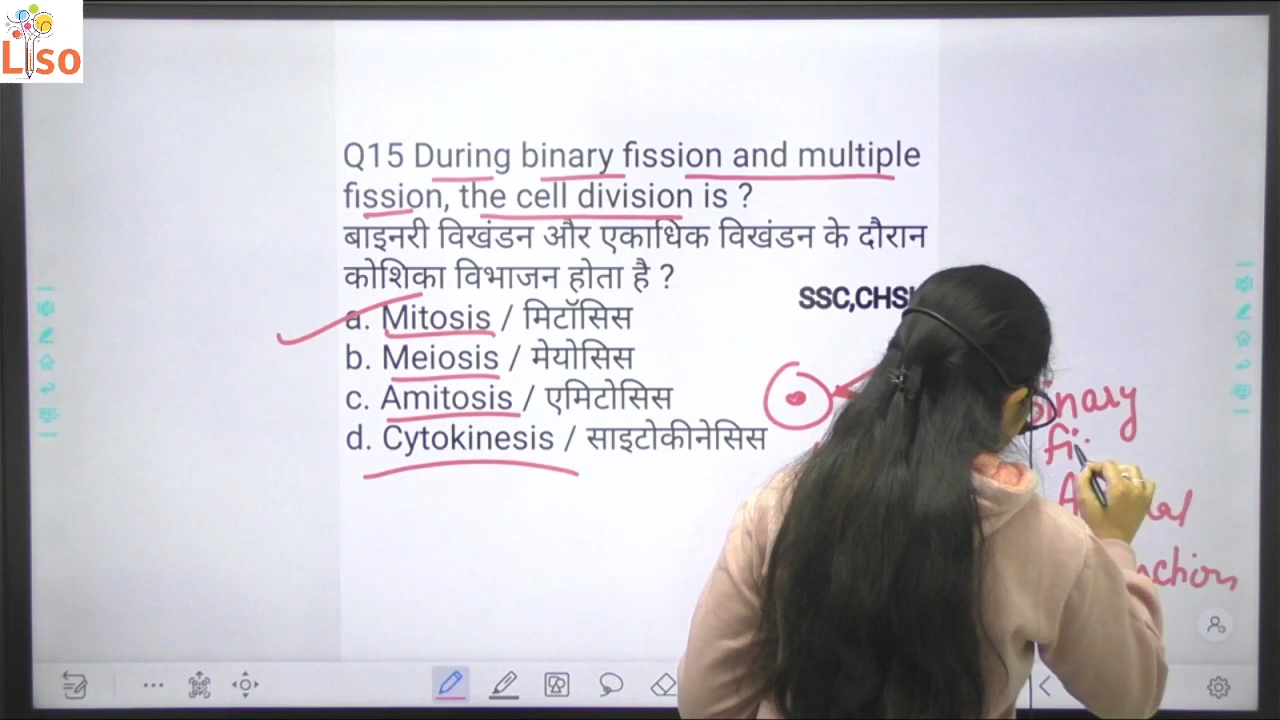 Liso
Q15 During binary fission and multiple
fission, the cell division is ?
बाइनरी विखंडन और एकाधिक विखंडन के दौरान
कोशिका विभाजन होता है ?
SSC,CHS
a. Mitosis / मिटॉसिस
b. Meiosis / मेयोसिस
c. Amitosis / एमिटोसिस
d. Cytokinesis / साइटोकीनेसिस
Binary